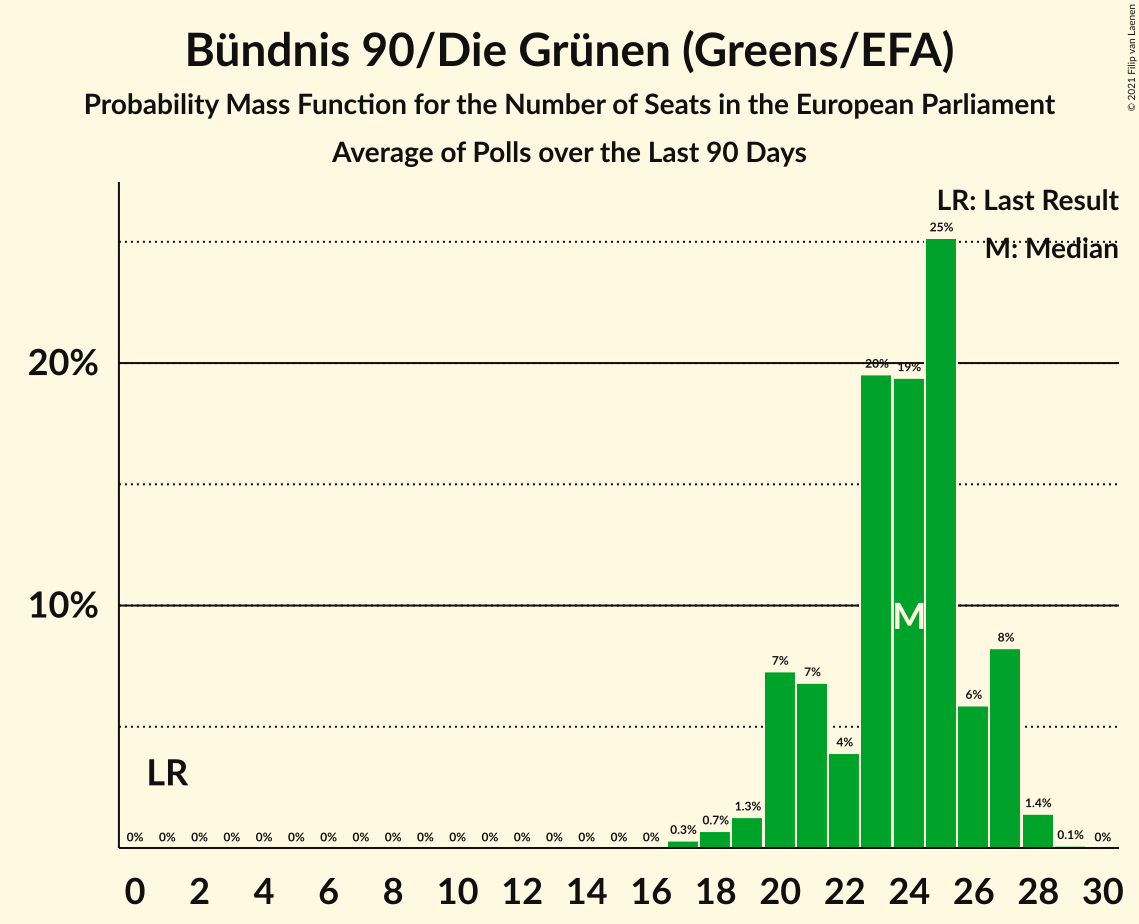 Bündnis 90/Die Grünen (Greens/EFA)
Probability Mass Function for the Number of Seats in the European Parliament
Average of Polls over the Last 90 Days
© 2021 Filip van Laenen
LR: Last Result
M: Median
25%
20%
20% 19%
10%
M
8%
7% 7%
6%
4%
LR
0% 0% 0% 0% 0% 0% 0% 0% 0% 0% 0% 0% 0% 0% 0% 0% 0% 0.3% 0.7% 1.3% 1.4% 0.1% 0%
0 2 4 6 8 10 12 14 16 18 20 22 24 26 28 30